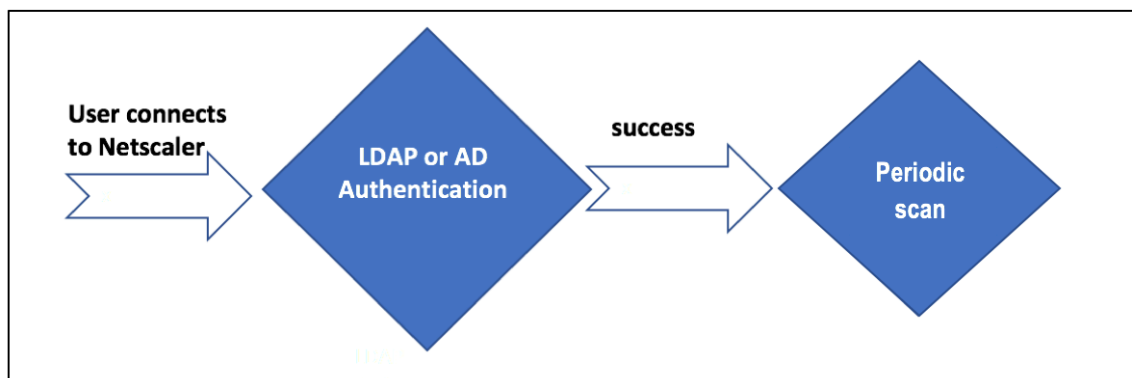 User connects
to Netscaler
LDAP or AD
Authentication
success
Periodic
scan